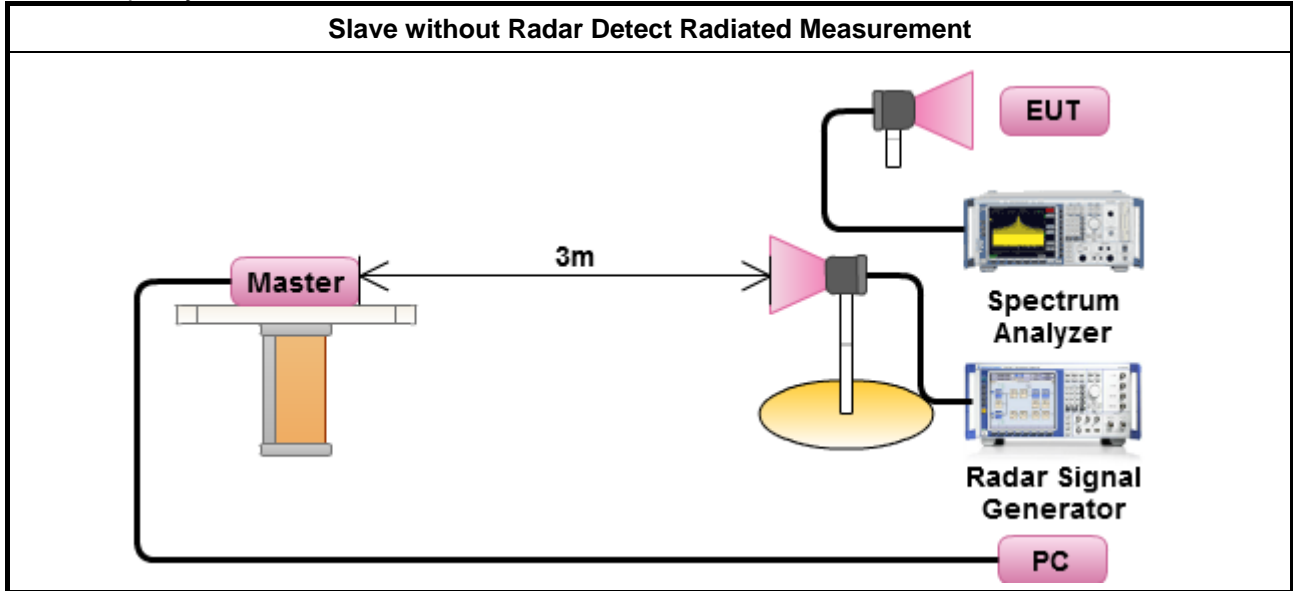 Slave without Radar Detect Radiated Measurement
EUT
3m
Master
Spectrum
Analyzer
Radar Signal
Generator
PC